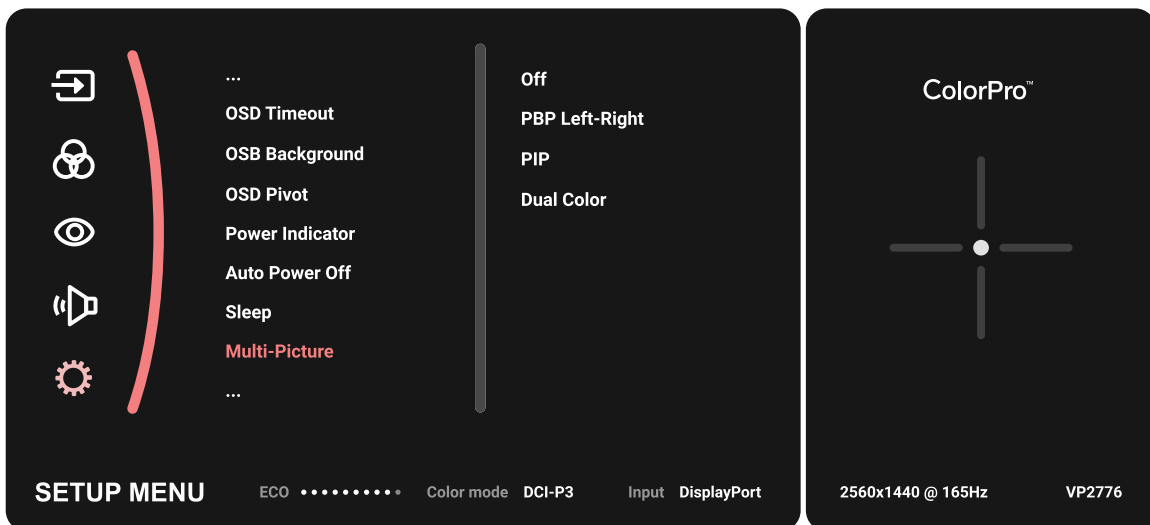 ...
OSD Timeout
OSB Background
OSD Pivot
Power Indicator
Auto Power Off
Sleep
Multi-Picture
...
Off
PBP Left-Right
PIP
Dual Color
ColorPro™
SETUP MENU
ECO
Color mode DCI-P3
Input DisplayPort
2560x1440 @ 165Hz
VP2776